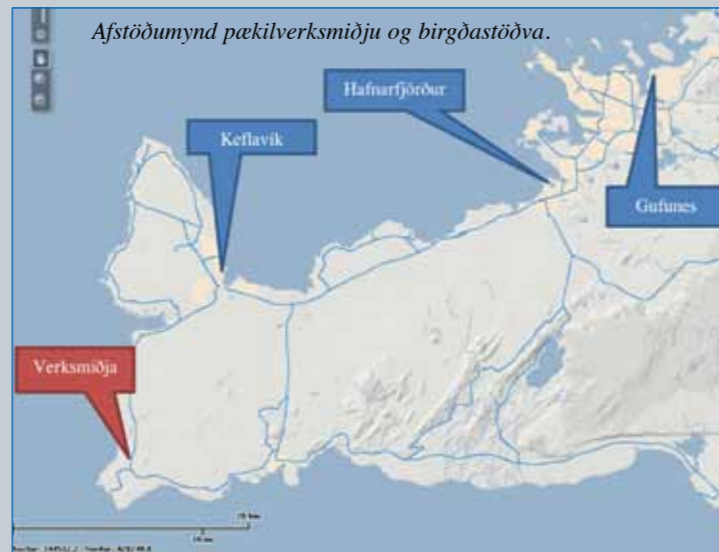 Afstöðumynd pækilverksmiðju og birgðastöðva.
Hafnarfjörður
Keflavík
Gufunes
Verksmiðja